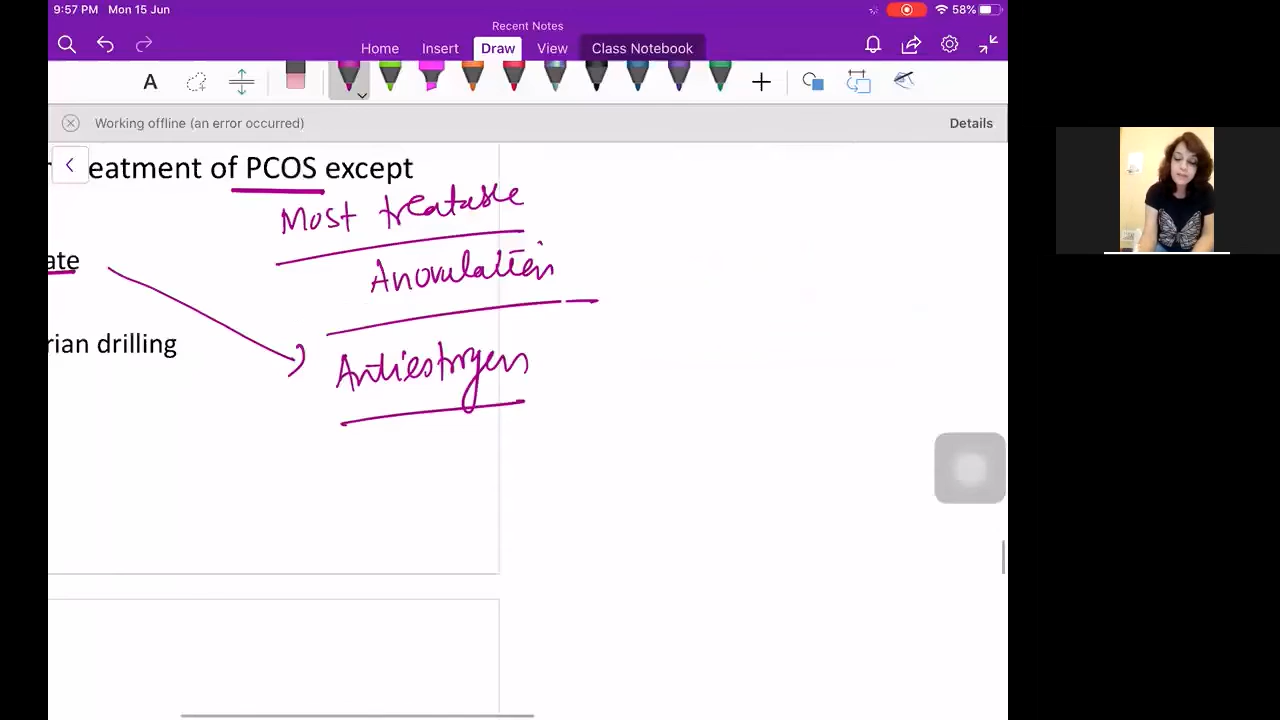 9:57 PM Mon 15 Jun 58%
Recent Notes
Home Insert Draw View Class Notebook
A
Working offline (an error occurred) Details
eatment of PCOS except
Most treatable
ate
Anovulation
rian drilling
Antiestrogens